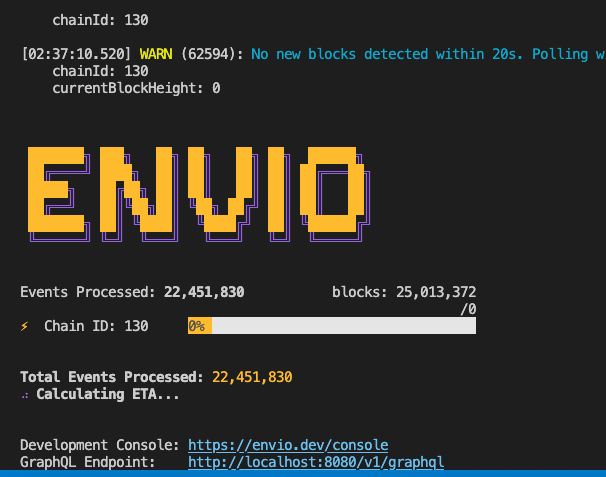 chainId: 130
[02:37:10.520] WARN (62594): No new blocks detected within 20s. Polling w
chainId: 130
currentBlockHeight: 0
ENVIO
Events Processed: 22,451,830 blocks: 25,013,372
/0
⚡ Chain ID: 130 0%
Total Events Processed: 22,451,830
Calculating ETA...
Development Console: https://envio.dev/console
GraphQL Endpoint: http://localhost:8080/v1/graphql